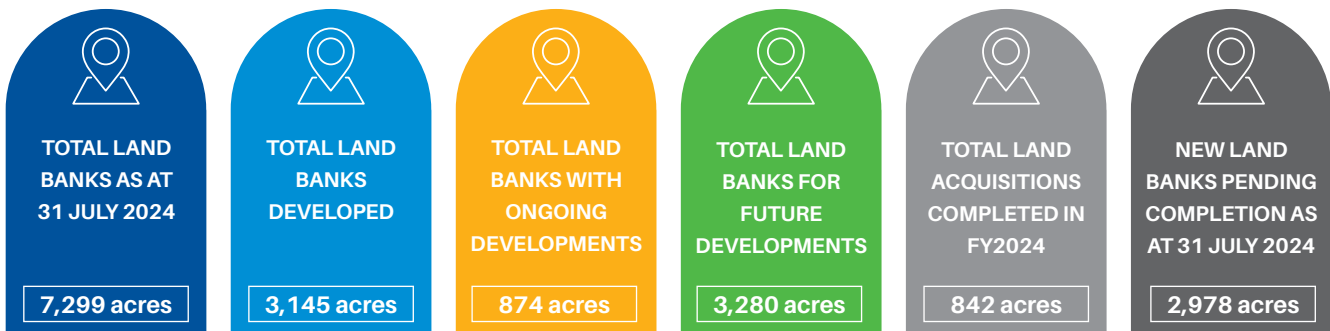 TOTAL LAND
BANKS AS AT
31 JULY 2024
7,299 acres
TOTAL LAND
BANKS
DEVELOPED
3,145 acres
TOTAL LAND
BANKS WITH
ONGOING
DEVELOPMENTS
874 acres
TOTAL LAND
BANKS FOR
FUTURE
DEVELOPMENTS
3,280 acres
TOTAL LAND
ACQUISITIONS
COMPLETED IN
FY2024
842 acres
NEW LAND
BANKS PENDING
COMPLETION AS
AT 31 JULY 2024
2,978 acres